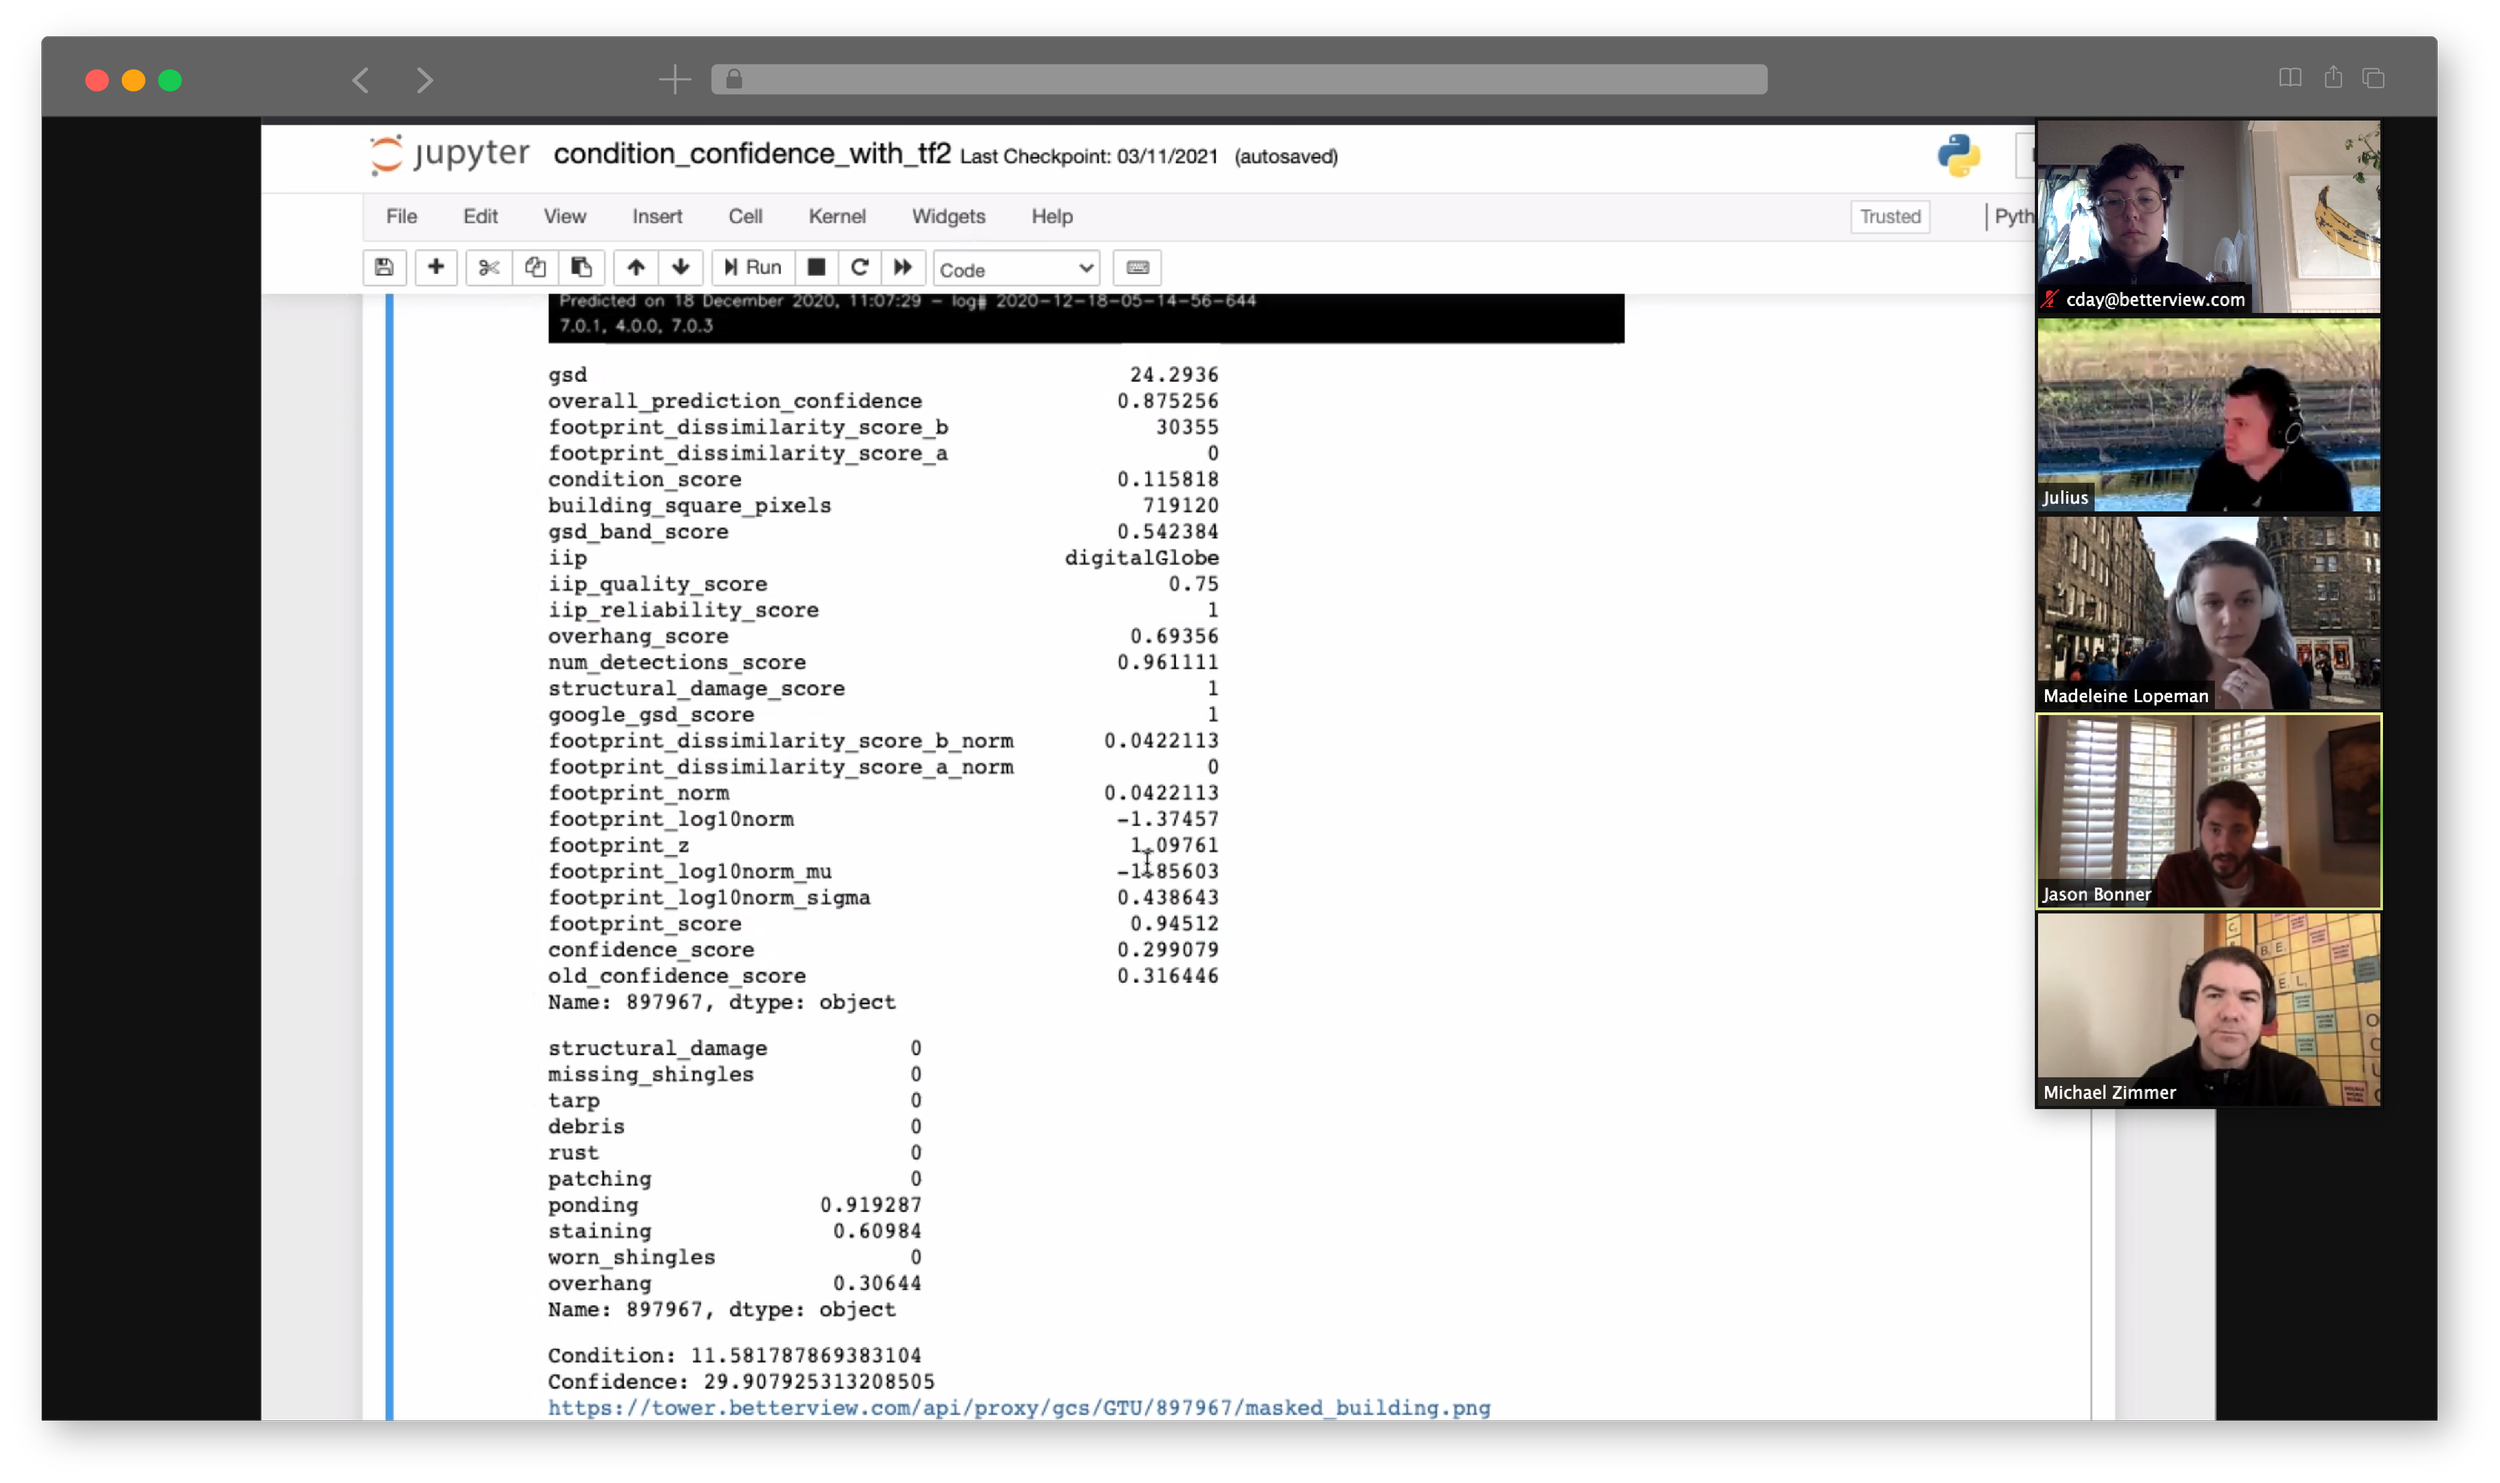 jupyter condition_confidence_with_tf2 Last Checkpoint: 03/11/2021 (autosaved)
File Edit View Insert Cell Kernel Widgets Help Trusted Pyth
Run Code
Predicted on 18 December 2020, 11:07:29 - log# 2020-12-18-05-14-56-644
7.0.1, 4.0.0, 7.0.3
gsd 24.2936
overall_prediction_confidence 0.875256
footprint_dissimilarity_score_b 30355
footprint_dissimilarity_score_a 0
condition_score 0.115818
building_square_pixels 719120
gsd_band_score 0.542384
iip digitalGlobe
iip_quality_score 0.75
iip_reliability_score 1
overhang_score 0.69356
num_detections_score 0.961111
structural_damage_score 1
google_gsd_score 1
footprint_dissimilarity_score_b_norm 0.0422113
footprint_dissimilarity_score_a_norm 0
footprint_norm 0.0422113
footprint_log10norm -1.37457
footprint_z 1.09761
footprint_log10norm_mu -1.85603
footprint_log10norm_sigma 0.438643
footprint_score 0.94512
confidence_score 0.299079
old_confidence_score 0.316446
Name: 897967, dtype: object
structural_damage 0
missing_shingles 0
tarp 0
debris 0
rust 0
patching 0
ponding 0.919287
staining 0.60984
worn_shingles 0
overhang 0.30644
Name: 897967, dtype: object
Condition: 11.581787869383104
Confidence: 29.907925313208505
https://tower.betterview.com/api/proxy/gcs/GTU/897967/masked_building.png
cday@betterview.com
Julius
Madeleine Lopeman
Jason Bonner
Michael Zimmer